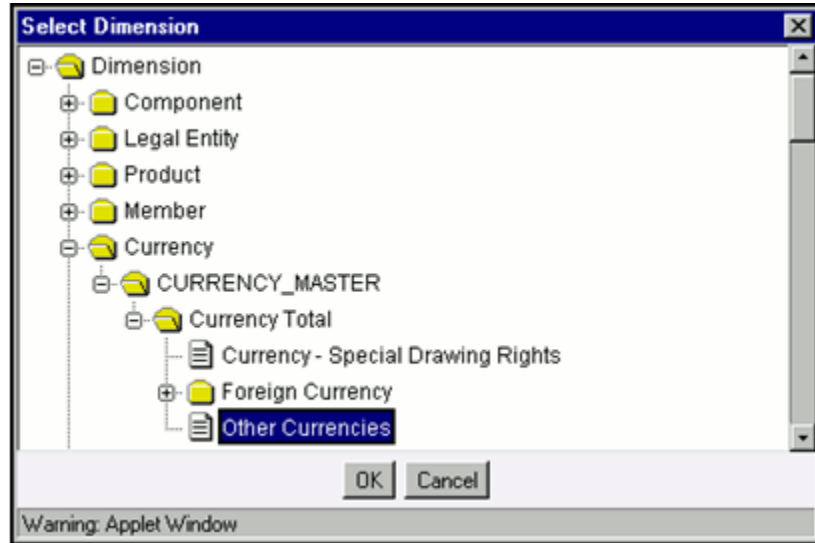 Select Dimension
Dimension
Component
Legal Entity
Product
Member
Currency
CURRENCY_MASTER
Currency Total
Currency - Special Drawing Rights
Foreign Currency
Other Currencies
OK Cancel
Warning: Applet Window